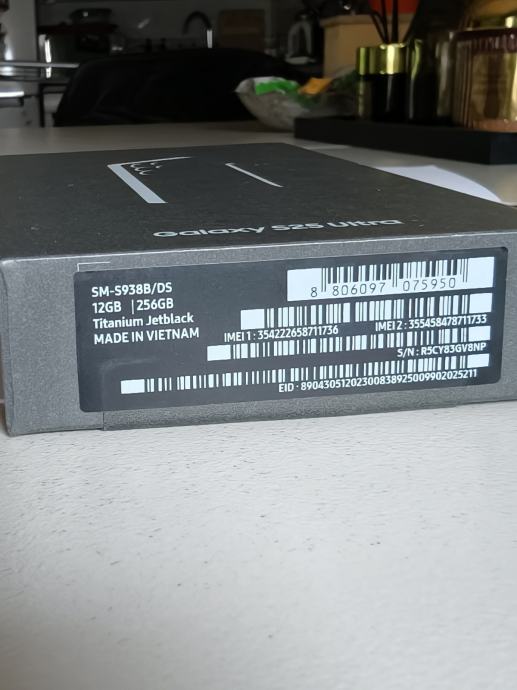 Galaxy S25 Ultra
SM-S938B/DS
12GB | 256GB
Titanium Jetblack
MADE IN VIETNAM
8 806097 075950
IMEI 1 : 354222658711736
IMEI 2 : 355458478711733
S/N : R5CY83GV8NP
EID : 89043051202300838925009902025211